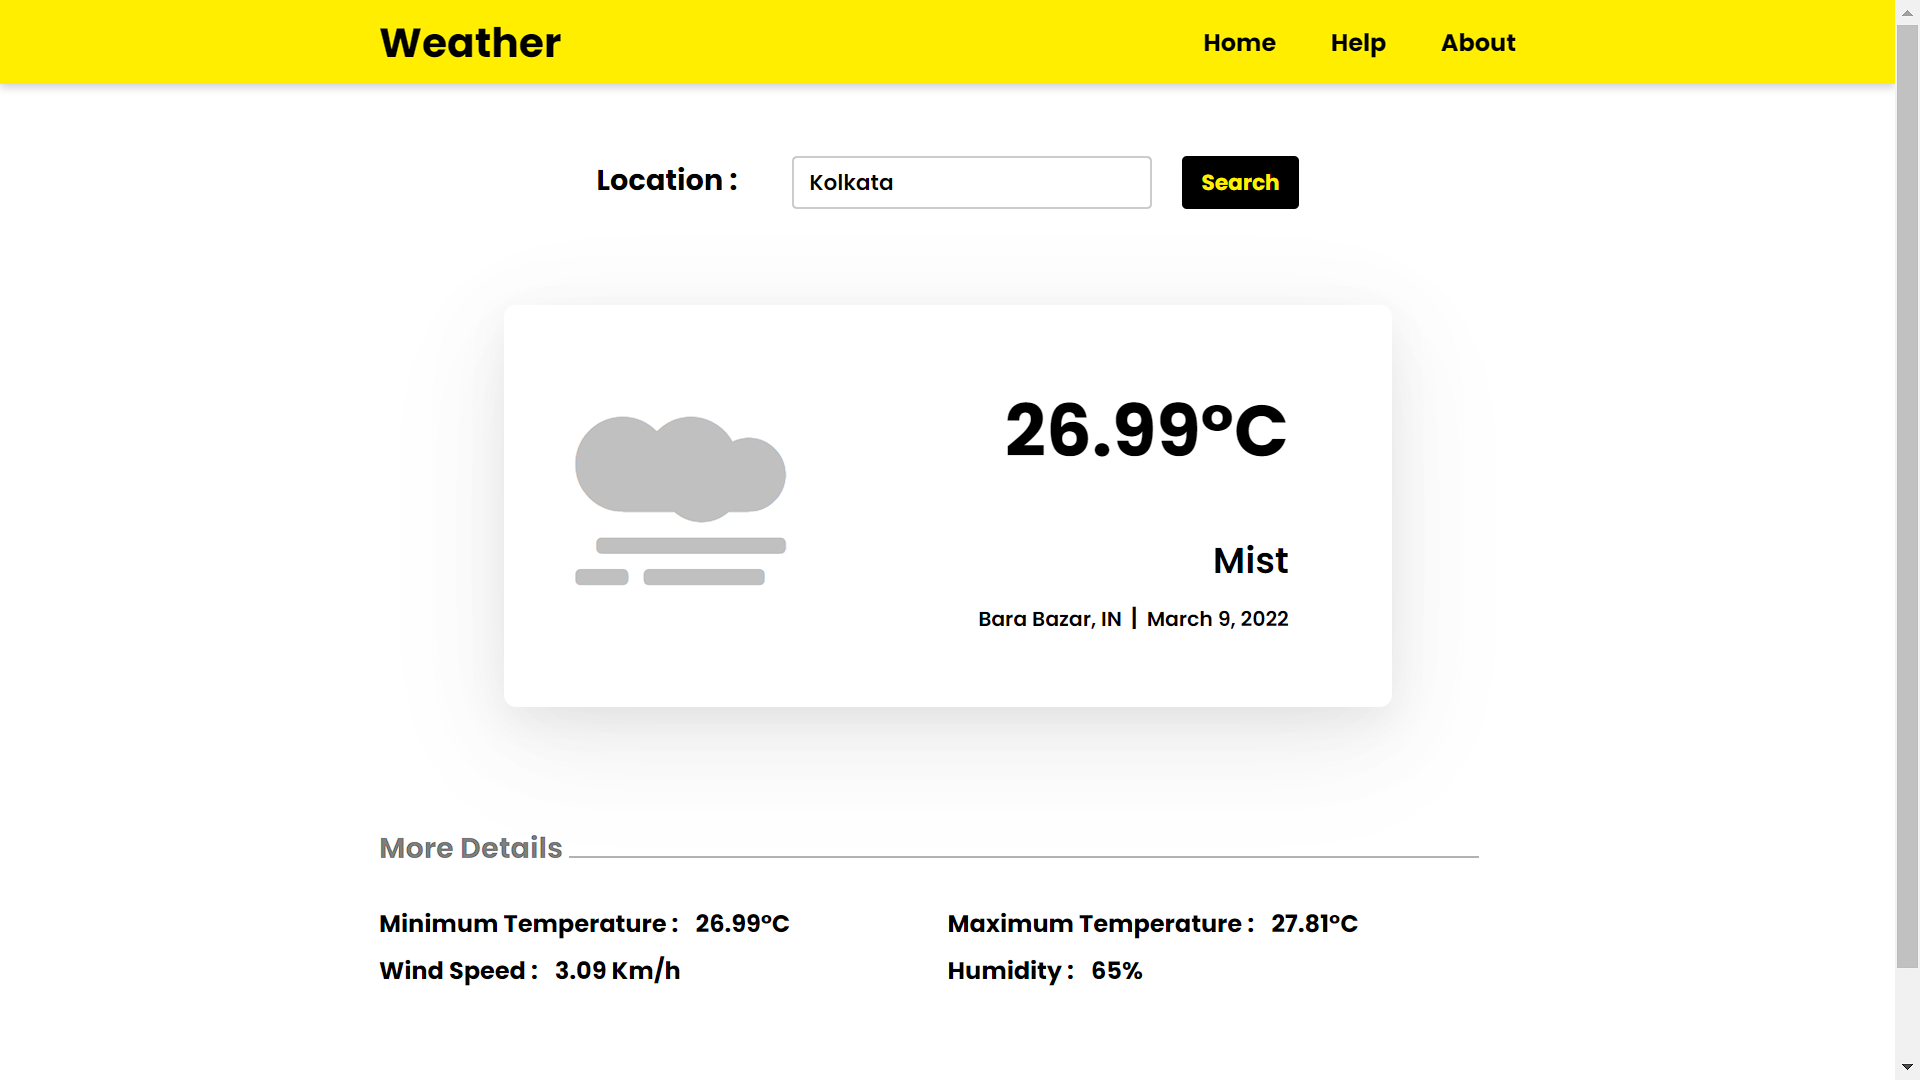 Weather Home Help About
Location : Kolkata Search
26.99°C
Mist
Bara Bazar, IN | March 9, 2022
More Details
Minimum Temperature : 26.99°C Maximum Temperature : 27.81°C
Wind Speed : 3.09 Km/h Humidity : 65%